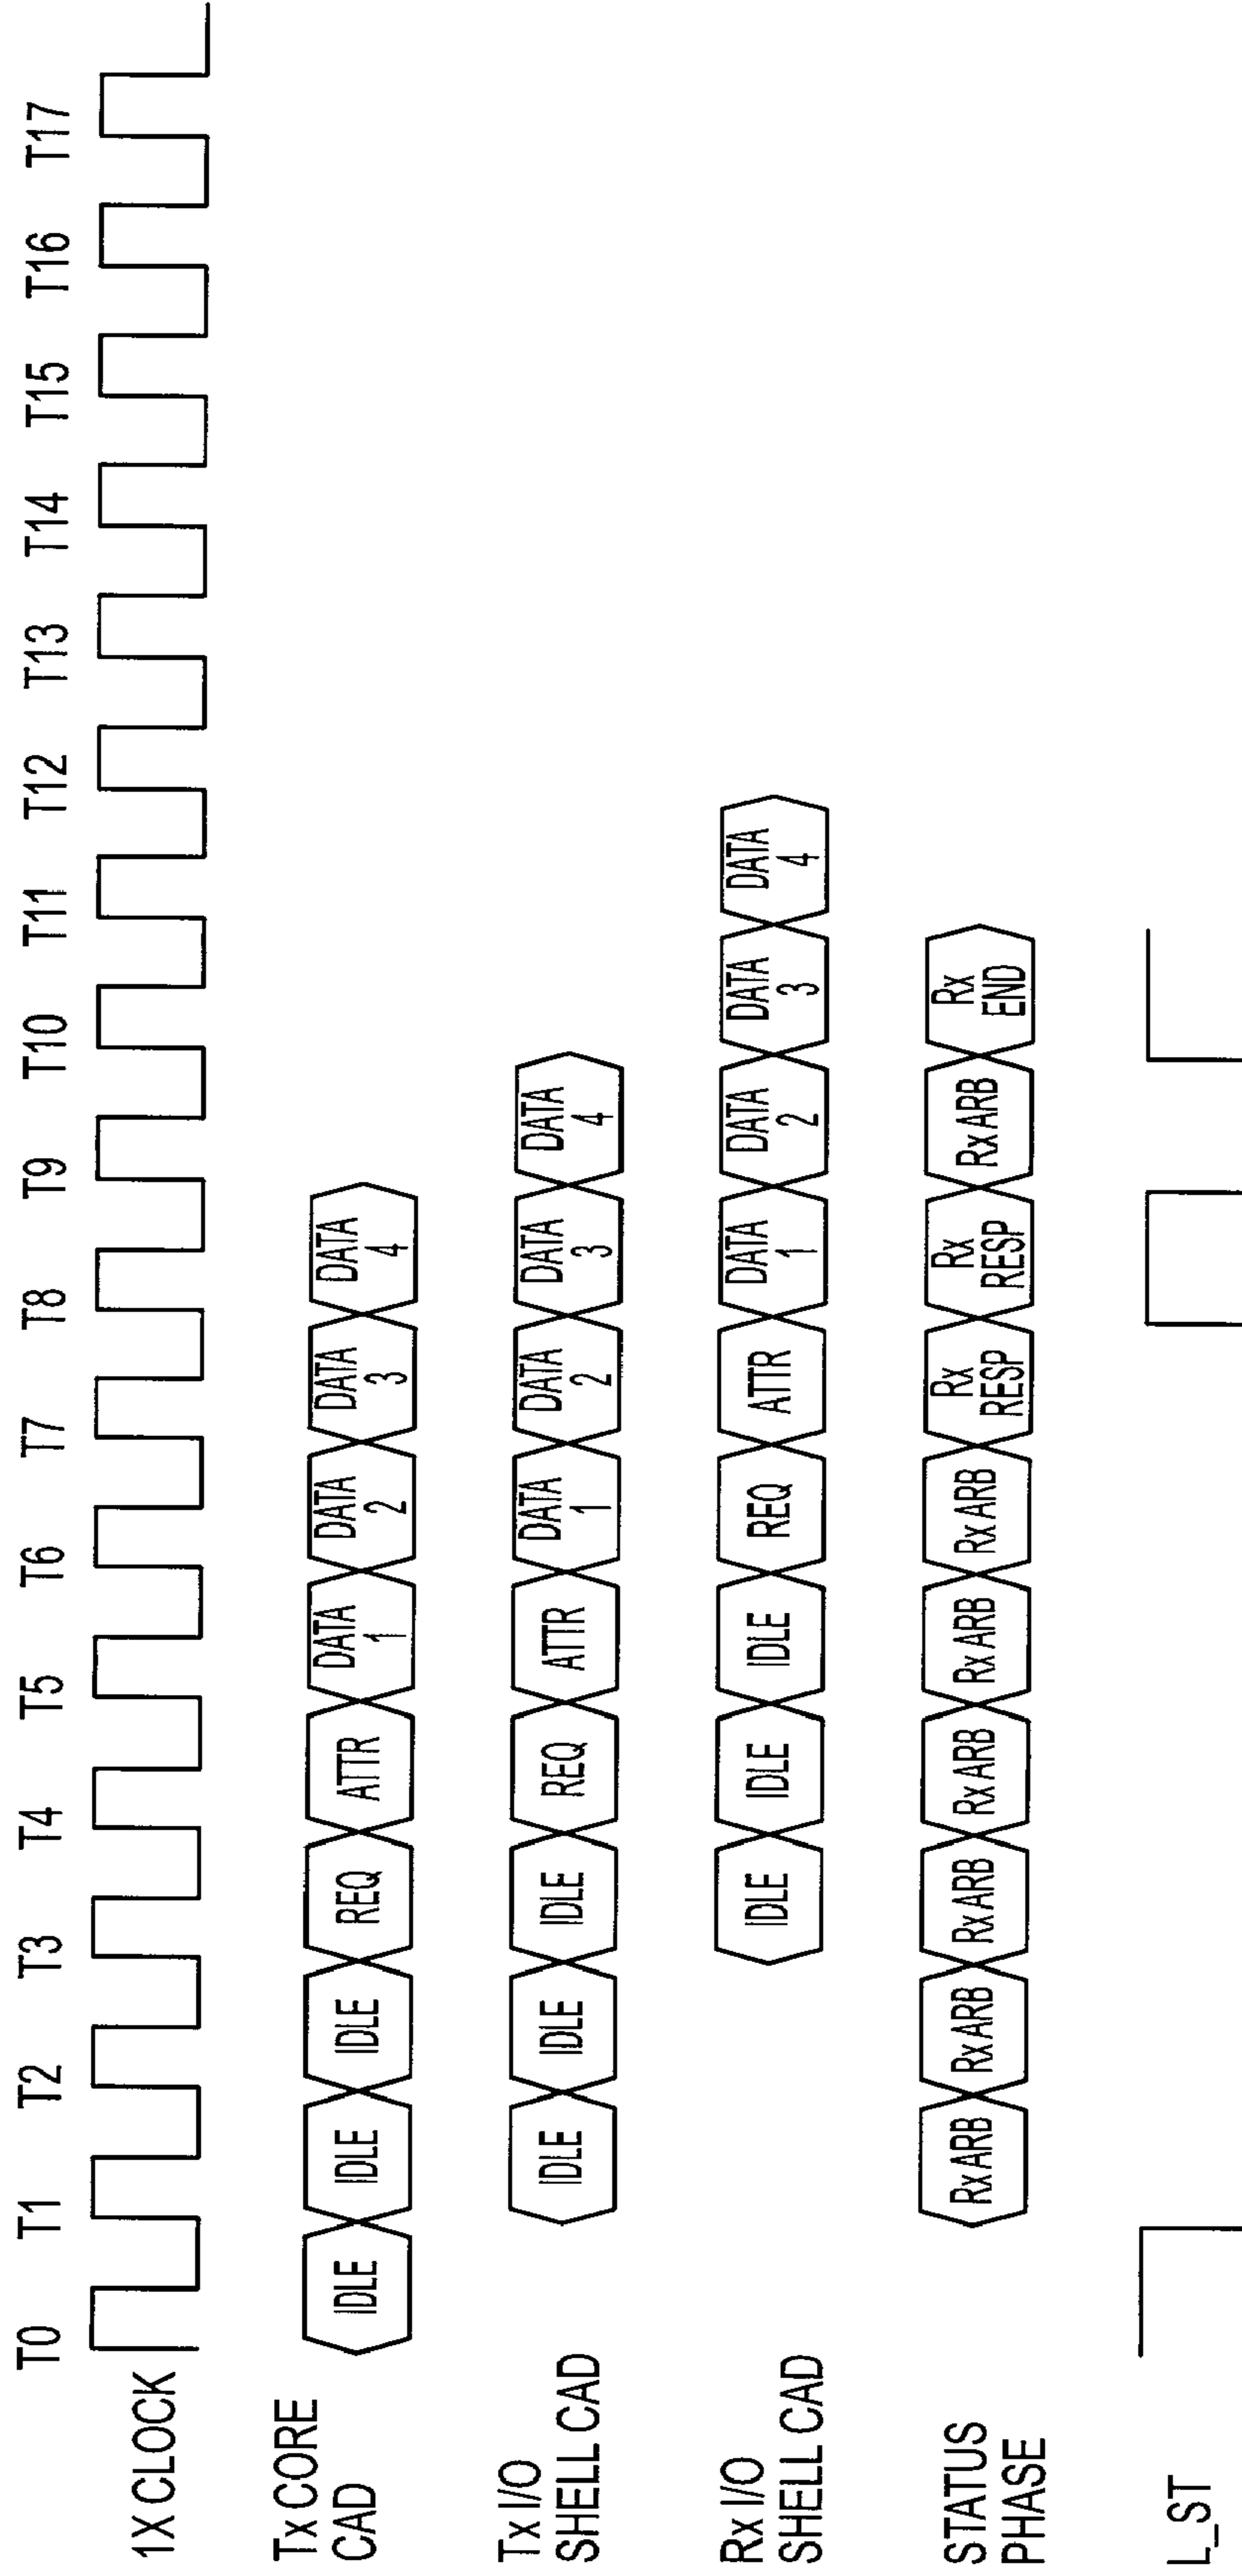 T0 T1 T2 T3 T4 T5 T6 T7 T8 T9 T10 T11 T12 T13 T14 T15 T16 T17
1X CLOCK
Tx CORE
CAD
IDLE IDLE IDLE REQ ATTR DATA 1 DATA 2 DATA 3 DATA 4
Tx I/O
SHELL CAD
IDLE IDLE IDLE REQ ATTR DATA 1 DATA 2 DATA 3 DATA 4
Rx I/O
SHELL CAD
IDLE IDLE IDLE REQ ATTR DATA 1 DATA 2 DATA 3 DATA 4
STATUS
PHASE
Rx ARB Rx ARB Rx ARB Rx ARB Rx ARB Rx ARB Rx RESP Rx RESP Rx ARB Rx END
L_ST